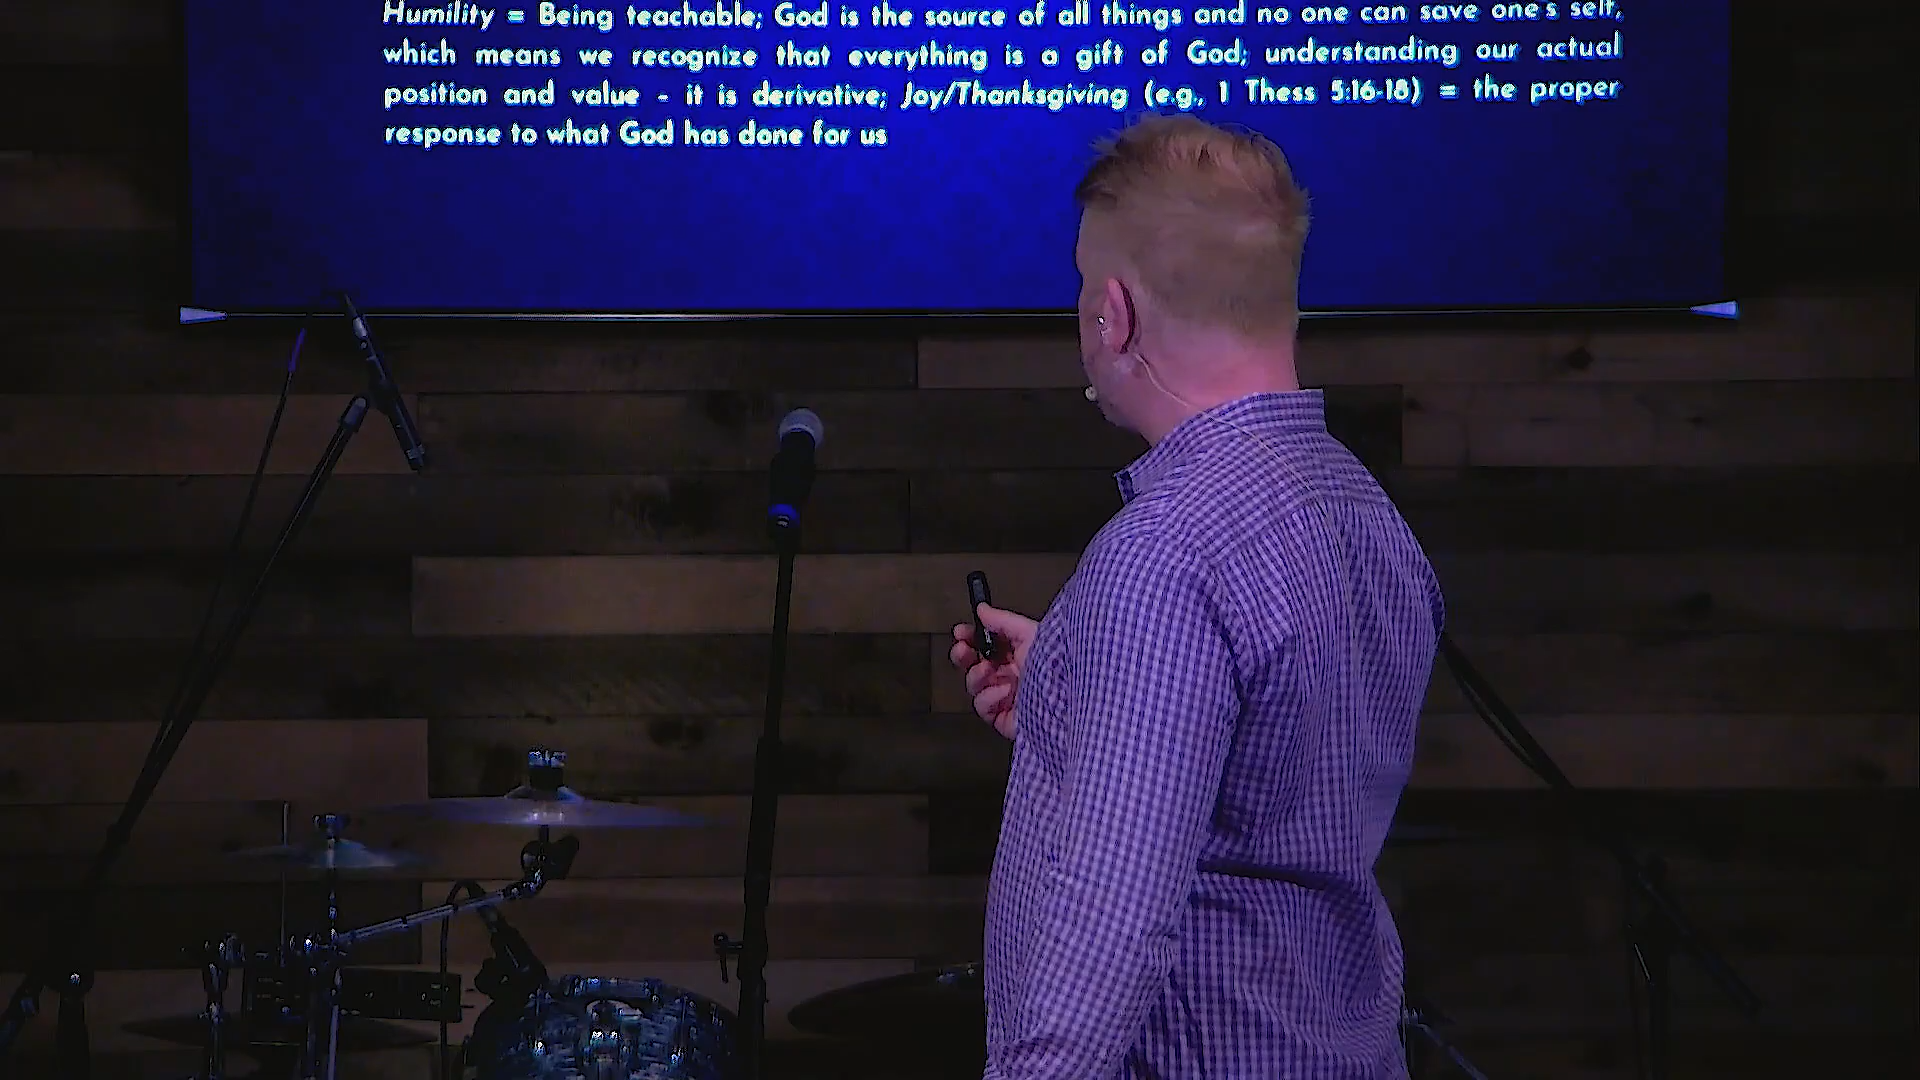 Humility = Being teachable; God is the source of all things and no one can save one's self,
which means we recognize that everything is a gift of God; understanding our actual
position and value - it is derivative; Joy/Thanksgiving (e.g., 1 Thess 5:16-18) = the proper
response to what God has done for us